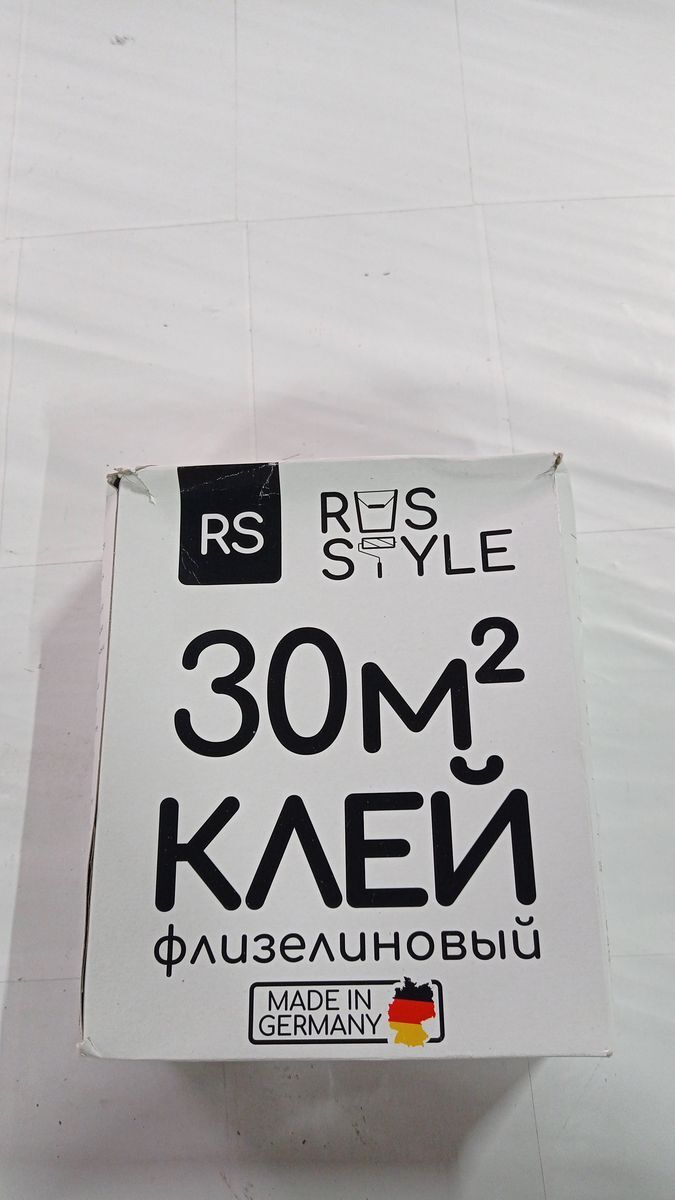 RS
RUS
STYLE
30м²
КЛЕЙ
флизелиновый
MADE IN
GERMANY